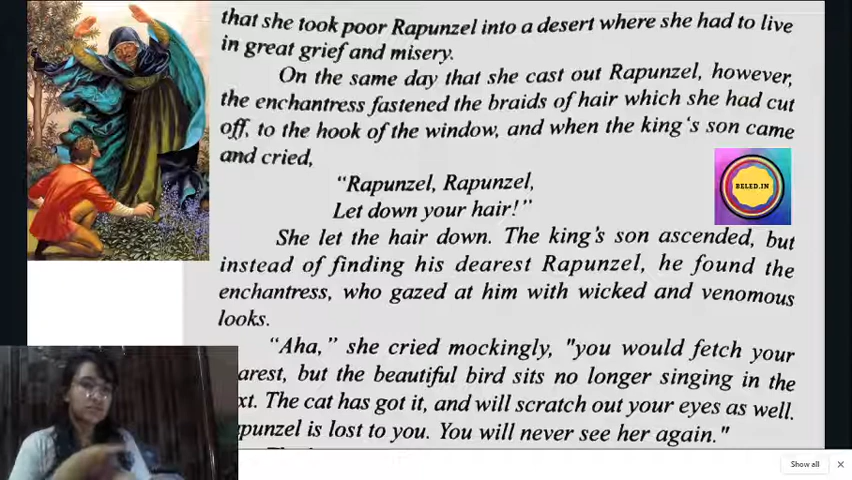 that she took poor Rapunzel into a desert where she had to live
in great grief and misery.
On the same day that she cast out Rapunzel, however,
the enchantress fastened the braids of hair which she had cut
off, to the hook of the window, and when the king's son came
and cried,
"Rapunzel, Rapunzel,
Let down your hair!"
BELED.IN
She let the hair down. The king's son ascended, but
instead of finding his dearest Rapunzel, he found the
enchantress, who gazed at him with wicked and venomous
looks.
"Aha," she cried mockingly, "you would fetch your
arest, but the beautiful bird sits no longer singing in the
xt. The cat has got it, and will scratch out your eyes as well.
punzel is lost to you. You will never see her again."
Show all